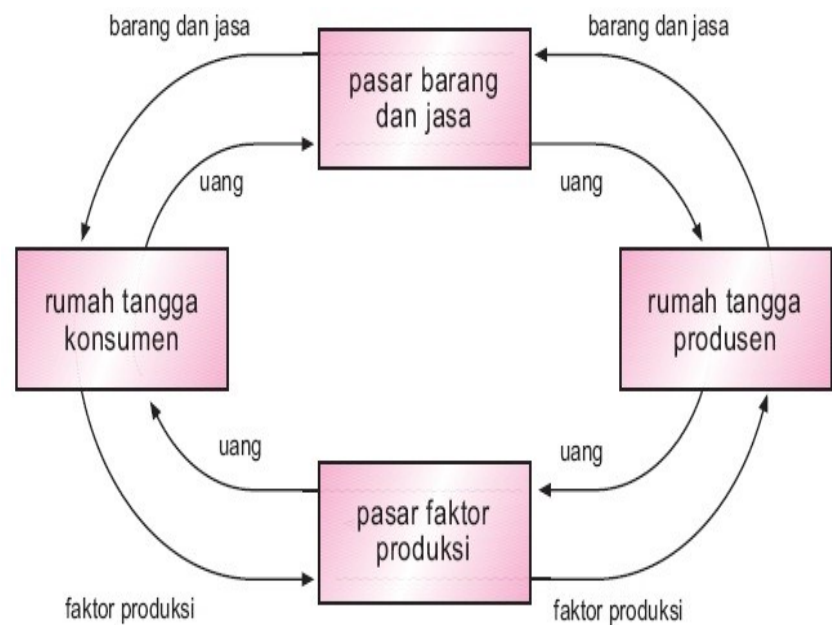 barang dan jasa
barang dan jasa
pasar barang
dan jasa
uang
uang
rumah tangga
konsumen
rumah tangga
produsen
uang
uang
pasar faktor
produksi
faktor produksi
faktor produksi